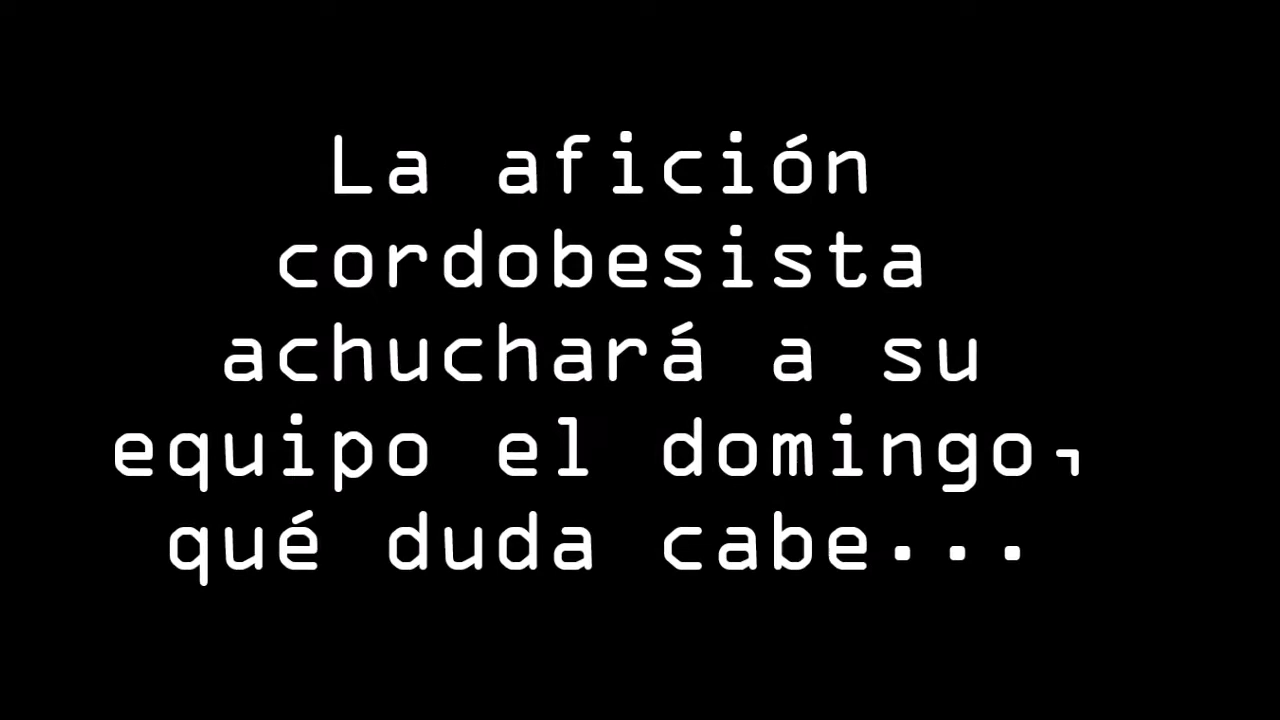 La afición
cordobesista
achuchará a su
equipo el domingo,
qué duda cabe...